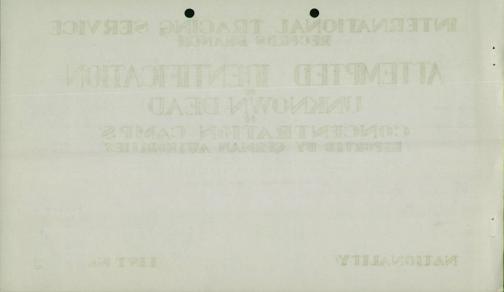 INTERNATIONAL TRACING SERVICE
RECORDS BRANCH
ATTEMPTED IDENTIFICATION
OF
UNKNOWN DEAD
CONCENTRATION CAMPS
REPORTED BY GERMAN AUTHORITIES
NATIONALITY: LIST No.